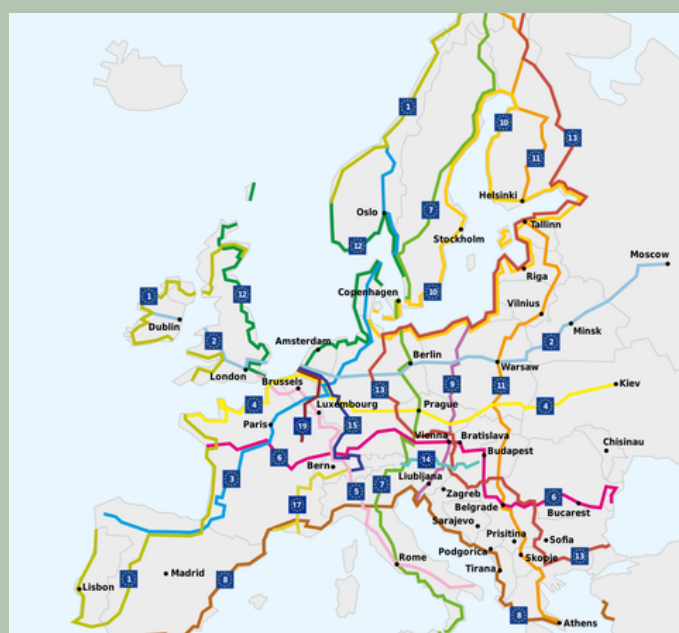 1
10
13
11
Helsinki
Oslo
7
12
Stockholm
Tallinn
Moscow
Riga
1
12
Copenhagen
10
Vilnius
Dublin
2
Minsk
2
Amsterdam
London
Berlin
Warsaw
Brussels
13
9
11
Kiev
4
Luxembourg
Prague
4
Paris
19
15
Vienna
Bratislava
Chisinau
6
Budapest
Bern
14
3
5
7
Liubljana
Zagreb
6
17
Belgrade
Bucarest
Sarajevo
Prisitina
Sofia
Podgorica
Skopje
13
Rome
Tirana
Madrid
Lisbon
1
8
8
Athens